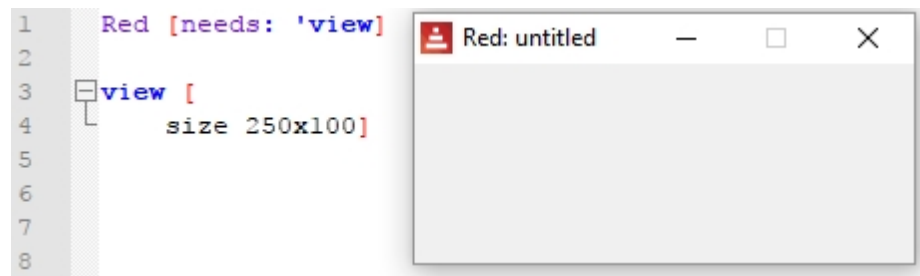 1 Red [needs: 'view]
2
3 view [
4 size 250x100]
5
6
7
8
Red: untitled